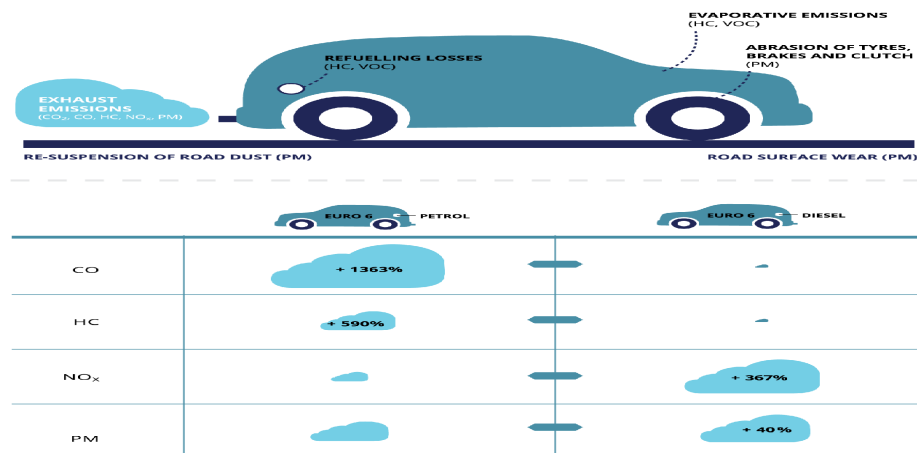 EVAPORATIVE EMISSIONS
(HC, VOC)
ABRASION OF TYRES,
BRAKES AND CLUTCH
(PM)
REFUELLING LOSSES
(HC, VOC)
EXHAUST
EMISSIONS
(CO₂, CO, HC, NOₓ, PM)
RE-SUSPENSION OF ROAD DUST (PM)
ROAD SURFACE WEAR (PM)
EURO 6 PETROL
EURO 6 DIESEL
CO + 1363%
HC + 590%
NOₓ + 367%
PM + 40%